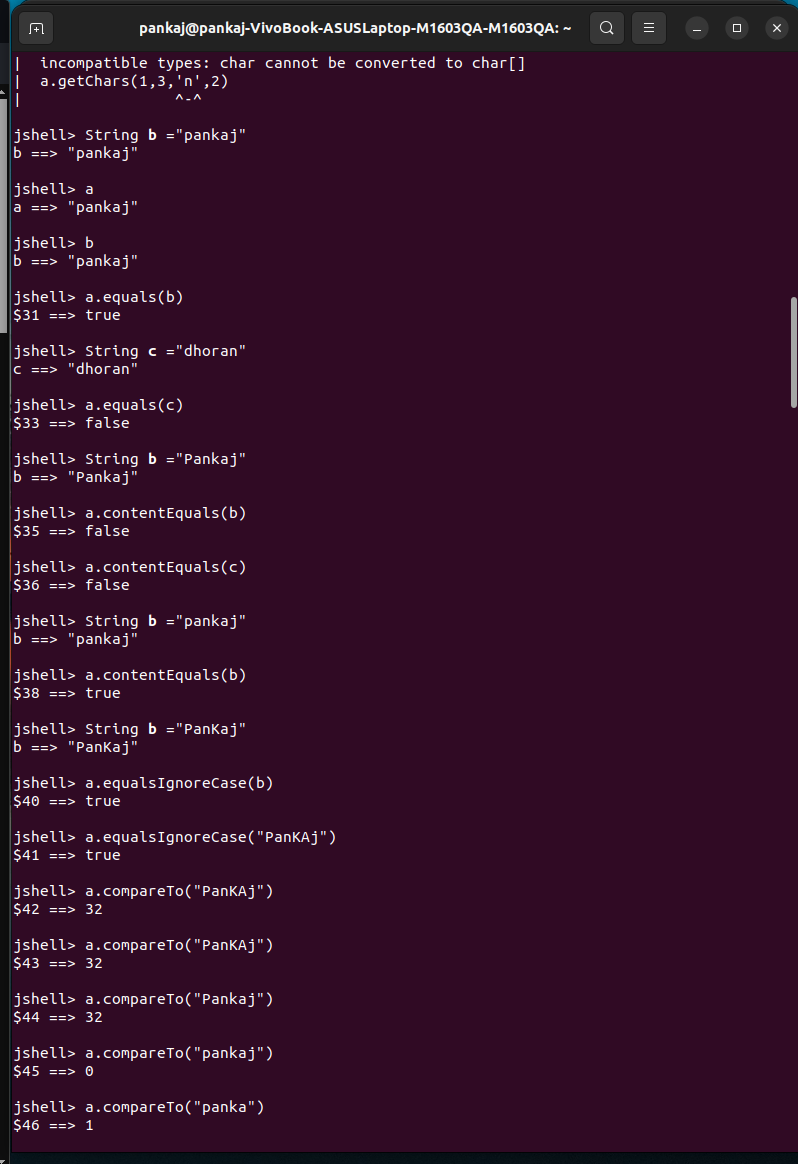 pankaj@pankaj-VivoBook-ASUSLaptop-M1603QA-M1603QA: ~
|  incompatible types: char cannot be converted to char[]
|  a.getChars(1,3,'n',2)
|                 ^-^
jshell> String b ="pankaj"
b ==> "pankaj"
jshell> a
a ==> "pankaj"
jshell> b
b ==> "pankaj"
jshell> a.equals(b)
$31 ==> true
jshell> String c ="dhoran"
c ==> "dhoran"
jshell> a.equals(c)
$33 ==> false
jshell> String b ="Pankaj"
b ==> "Pankaj"
jshell> a.contentEquals(b)
$35 ==> false
jshell> a.contentEquals(c)
$36 ==> false
jshell> String b ="pankaj"
b ==> "pankaj"
jshell> a.contentEquals(b)
$38 ==> true
jshell> String b ="PanKaj"
b ==> "PanKaj"
jshell> a.equalsIgnoreCase(b)
$40 ==> true
jshell> a.equalsIgnoreCase("PanKAj")
$41 ==> true
jshell> a.compareTo("PanKAj")
$42 ==> 32
jshell> a.compareTo("PanKAj")
$43 ==> 32
jshell> a.compareTo("Pankaj")
$44 ==> 32
jshell> a.compareTo("pankaj")
$45 ==> 0
jshell> a.compareTo("panka")
$46 ==> 1